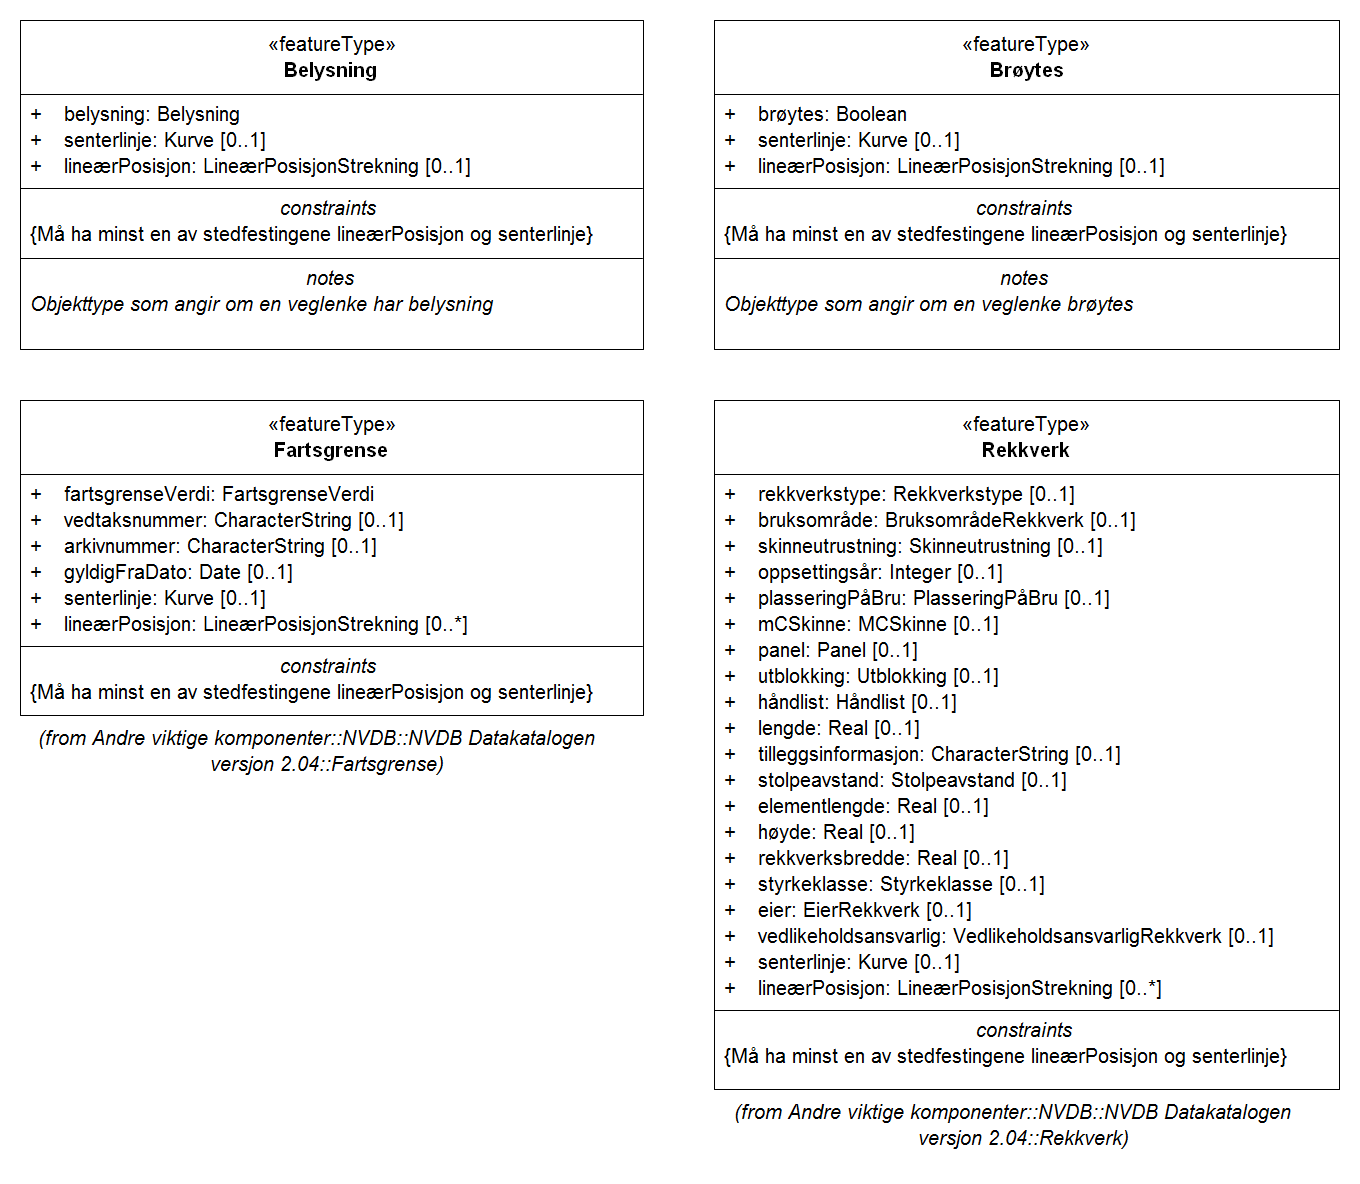 «featureType»
Belysning
+ belysning: Belysning
+ senterlinje: Kurve [0..1]
+ lineærPosisjon: LineærPosisjonStrekning [0..1]
constraints
{Må ha minst en av stedfestingene lineærPosisjon og senterlinje}
notes
Objekttype som angir om en veglenke har belysning
«featureType»
Brøytes
+ brøytes: Boolean
+ senterlinje: Kurve [0..1]
+ lineærPosisjon: LineærPosisjonStrekning [0..1]
constraints
{Må ha minst en av stedfestingene lineærPosisjon og senterlinje}
notes
Objekttype som angir om en veglenke brøytes
«featureType»
Fartsgrense
+ fartsgrenseVerdi: FartsgrenseVerdi
+ vedtaksnummer: CharacterString [0..1]
+ arkivnummer: CharacterString [0..1]
+ gyldigFraDato: Date [0..1]
+ senterlinje: Kurve [0..1]
+ lineærPosisjon: LineærPosisjonStrekning [0..*]
constraints
{Må ha minst en av stedfestingene lineærPosisjon og senterlinje}
(from Andre viktige komponenter::NVDB::NVDB Datakatalogen
versjon 2.04::Fartsgrense)
«featureType»
Rekkverk
+ rekkverkstype: Rekkverkstype [0..1]
+ bruksområde: BruksområdeRekkverk [0..1]
+ skinneutrustning: Skinneutrustning [0..1]
+ oppsettingsår: Integer [0..1]
+ plasseringPåBru: PlasseringPåBru [0..1]
+ mCSkinne: MCSkinne [0..1]
+ panel: Panel [0..1]
+ utblokking: Utblokking [0..1]
+ håndlist: Håndlist [0..1]
+ lengde: Real [0..1]
+ tilleggsinformasjon: CharacterString [0..1]
+ stolpeavstand: Stolpeavstand [0..1]
+ elementlengde: Real [0..1]
+ høyde: Real [0..1]
+ rekkverksbredde: Real [0..1]
+ styrkeklasse: Styrkeklasse [0..1]
+ eier: EierRekkverk [0..1]
+ vedlikeholdsansvarlig: VedlikeholdsansvarligRekkverk [0..1]
+ senterlinje: Kurve [0..1]
+ lineærPosisjon: LineærPosisjonStrekning [0..*]
constraints
{Må ha minst en av stedfestingene lineærPosisjon og senterlinje}
(from Andre viktige komponenter::NVDB::NVDB Datakatalogen
versjon 2.04::Rekkverk)